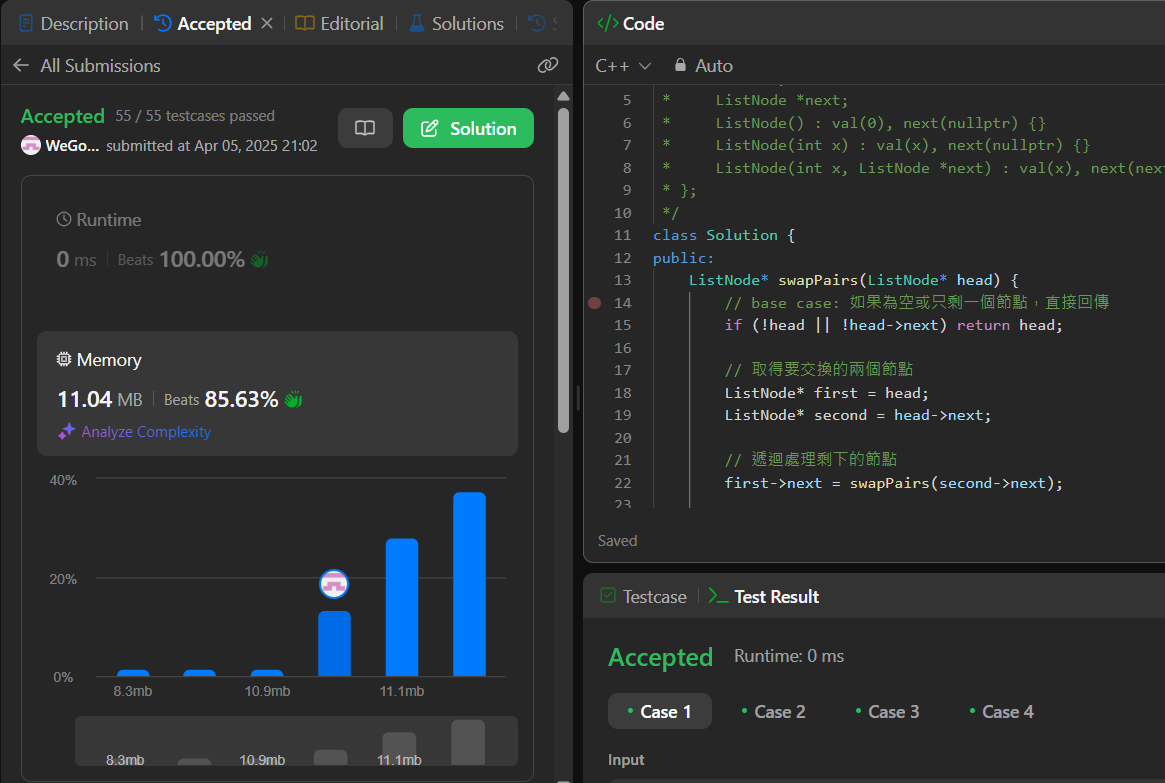 Description
Accepted
Editorial
Solutions
All Submissions
Accepted 55 / 55 testcases passed
WeGo... submitted at Apr 05, 2025 21:02
Solution
Runtime
0 ms Beats 100.00%
Memory
11.04 MB Beats 85.63%
Analyze Complexity
40%
20%
0%
8.3mb 10.9mb 11.1mb
8.3mb 10.9mb 11.1mb
</> Code
C++ Auto
5 * ListNode *next;
6 * ListNode() : val(0), next(nullptr) {}
7 * ListNode(int x) : val(x), next(nullptr) {}
8 * ListNode(int x, ListNode *next) : val(x), next(nex
9 * };
10 */
11 class Solution {
12 public:
13 ListNode* swapPairs(ListNode* head) {
14 // base case: 如果為空或只剩一個節點，直接回傳
15 if (!head || !head->next) return head;
16
17 // 取得要交換的兩個節點
18 ListNode* first = head;
19 ListNode* second = head->next;
20
21 // 遞迴處理剩下的節點
22 first->next = swapPairs(second->next);
23
Saved
Testcase
Test Result
Accepted Runtime: 0 ms
Case 1 Case 2 Case 3 Case 4
Input